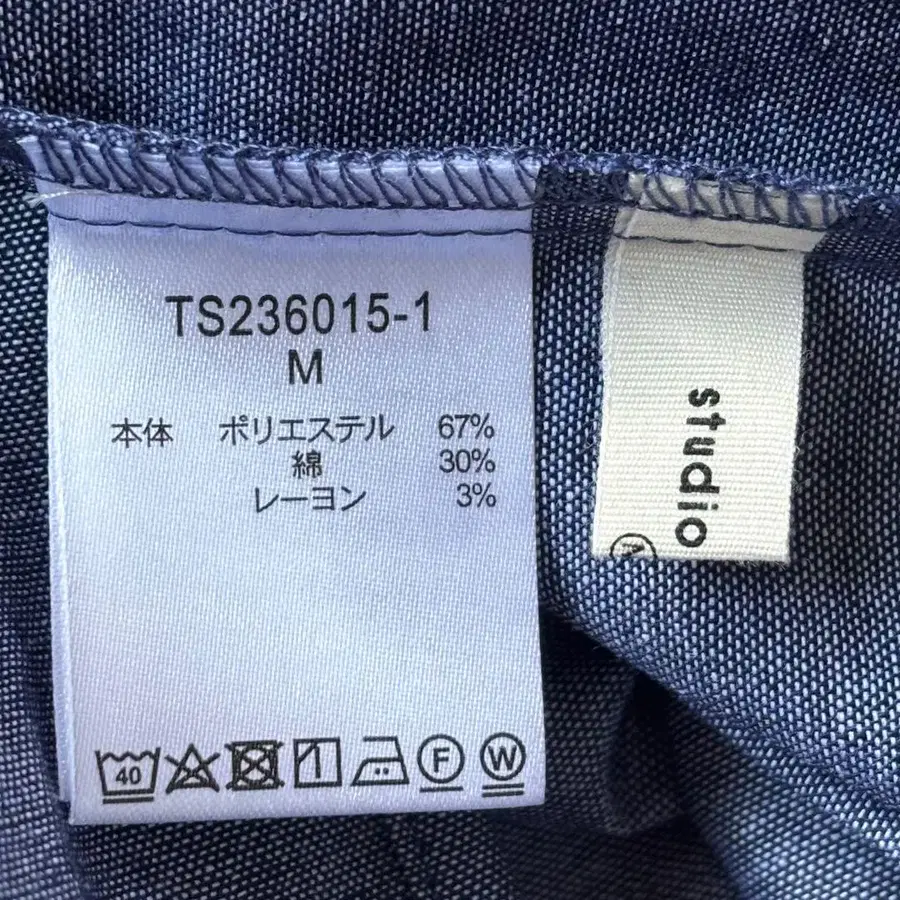 TS236015-1
M
本体 ポリエステル 67%
綿 30%
レーヨン 3%
40 F W
studio